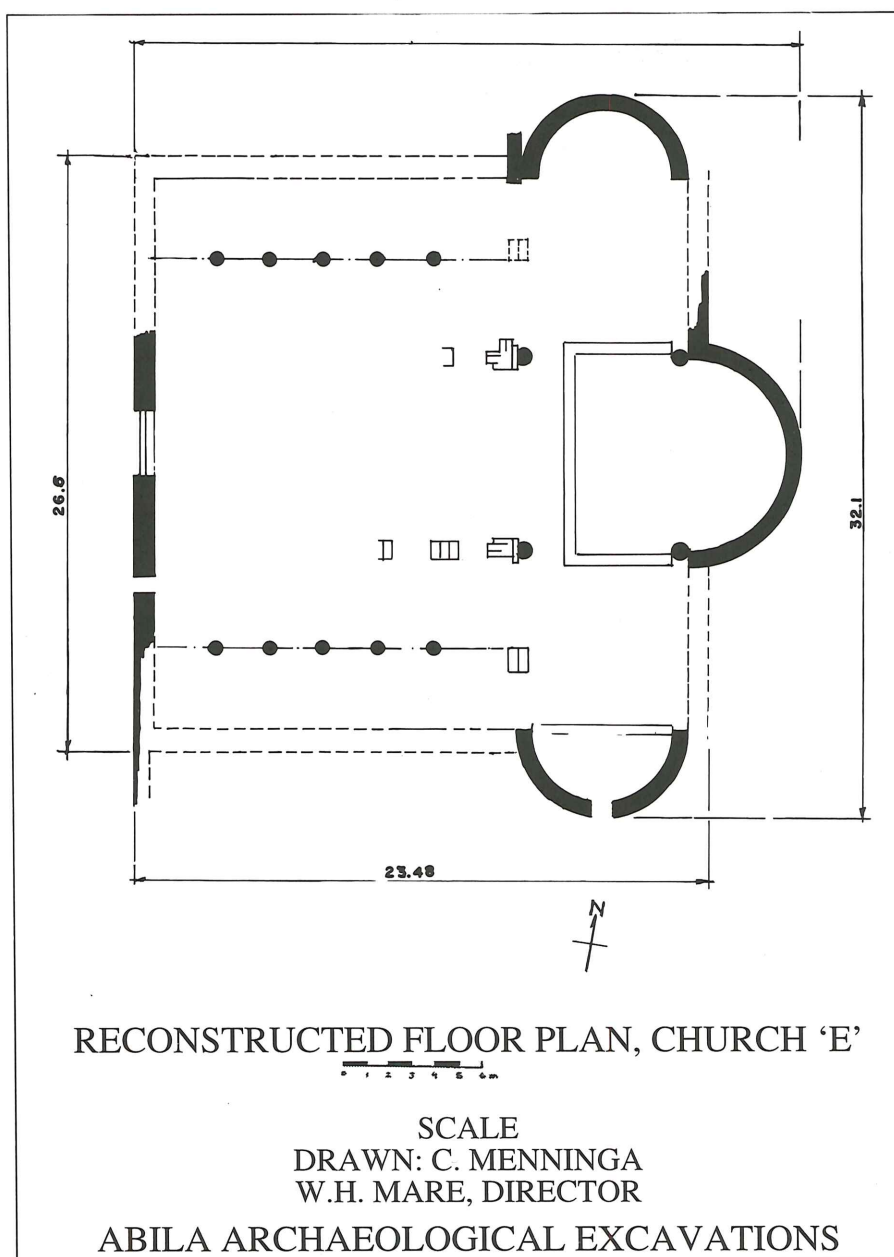 26.6
32.1
23.48
N
RECONSTRUCTED FLOOR PLAN, CHURCH 'E'
0 1 2 3 4 5 6m
SCALE
DRAWN: C. MENNINGA
W.H. MARE, DIRECTOR
ABILA ARCHAEOLOGICAL EXCAVATIONS